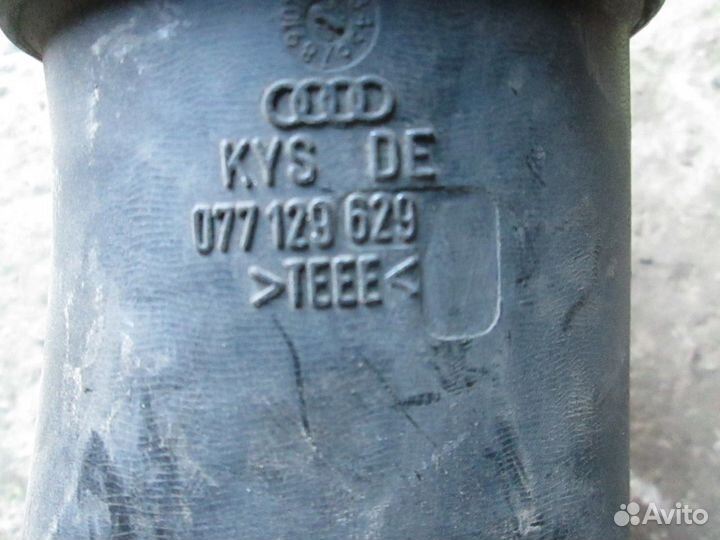 KYS DE
077 129 629
>TEEE<
Avito